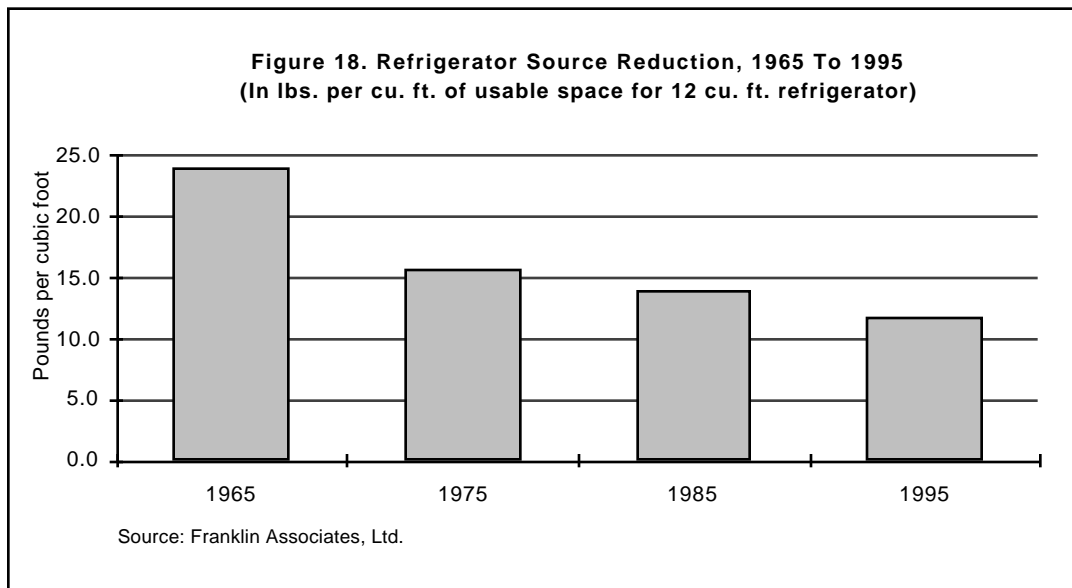 Figure 18. Refrigerator Source Reduction, 1965 To 1995
(In lbs. per cu. ft. of usable space for 12 cu. ft. refrigerator)
Pounds per cubic foot
25.0
20.0
15.0
10.0
5.0
0.0
1965 1975 1985 1995
Source: Franklin Associates, Ltd.